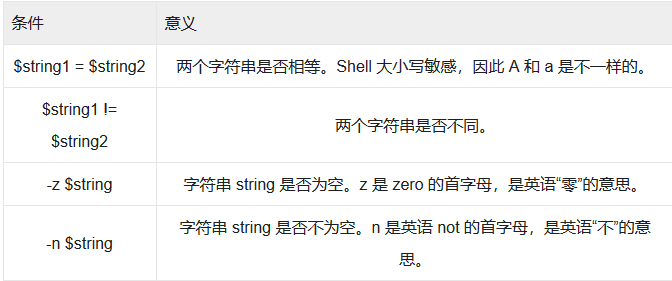 条件 意义
$string1 = $string2 两个字符串是否相等。Shell 大小写敏感，因此 A 和 a 是不一样的。
$string1 !=
$string2
两个字符串是否不同。
-z $string 字符串 string 是否为空。z 是 zero 的首字母，是英语“零”的意思。
-n $string
字符串 string 是否不为空。n 是英语 not 的首字母，是英语“不”的意
思。